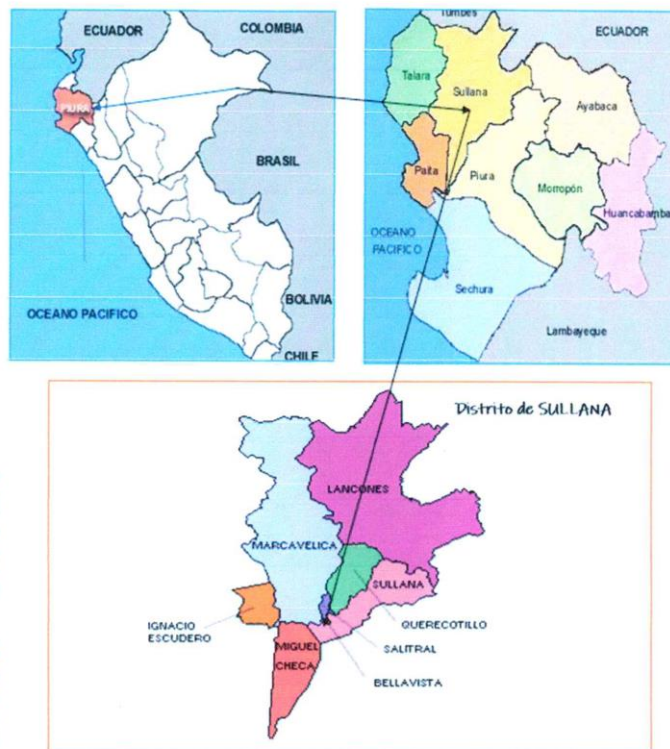 ECUADOR
COLOMBIA
PIURA
BRASIL
BOLIVIA
OCEANO PACIFICO
CHILE
Tumbes
ECUADOR
Talara
Sullana
Ayabaca
Paita
Piura
Morropón
Huancabamba
OCEANO
PACIFICO
Sechura
Lambayeque
Distrito de SULLANA
LANCONES
MARCAVELICA
SULLANA
IGNACIO
ESCUDERO
QUERECOTILLO
MIGUEL
CHECA
SALITRAL
BELLAVISTA